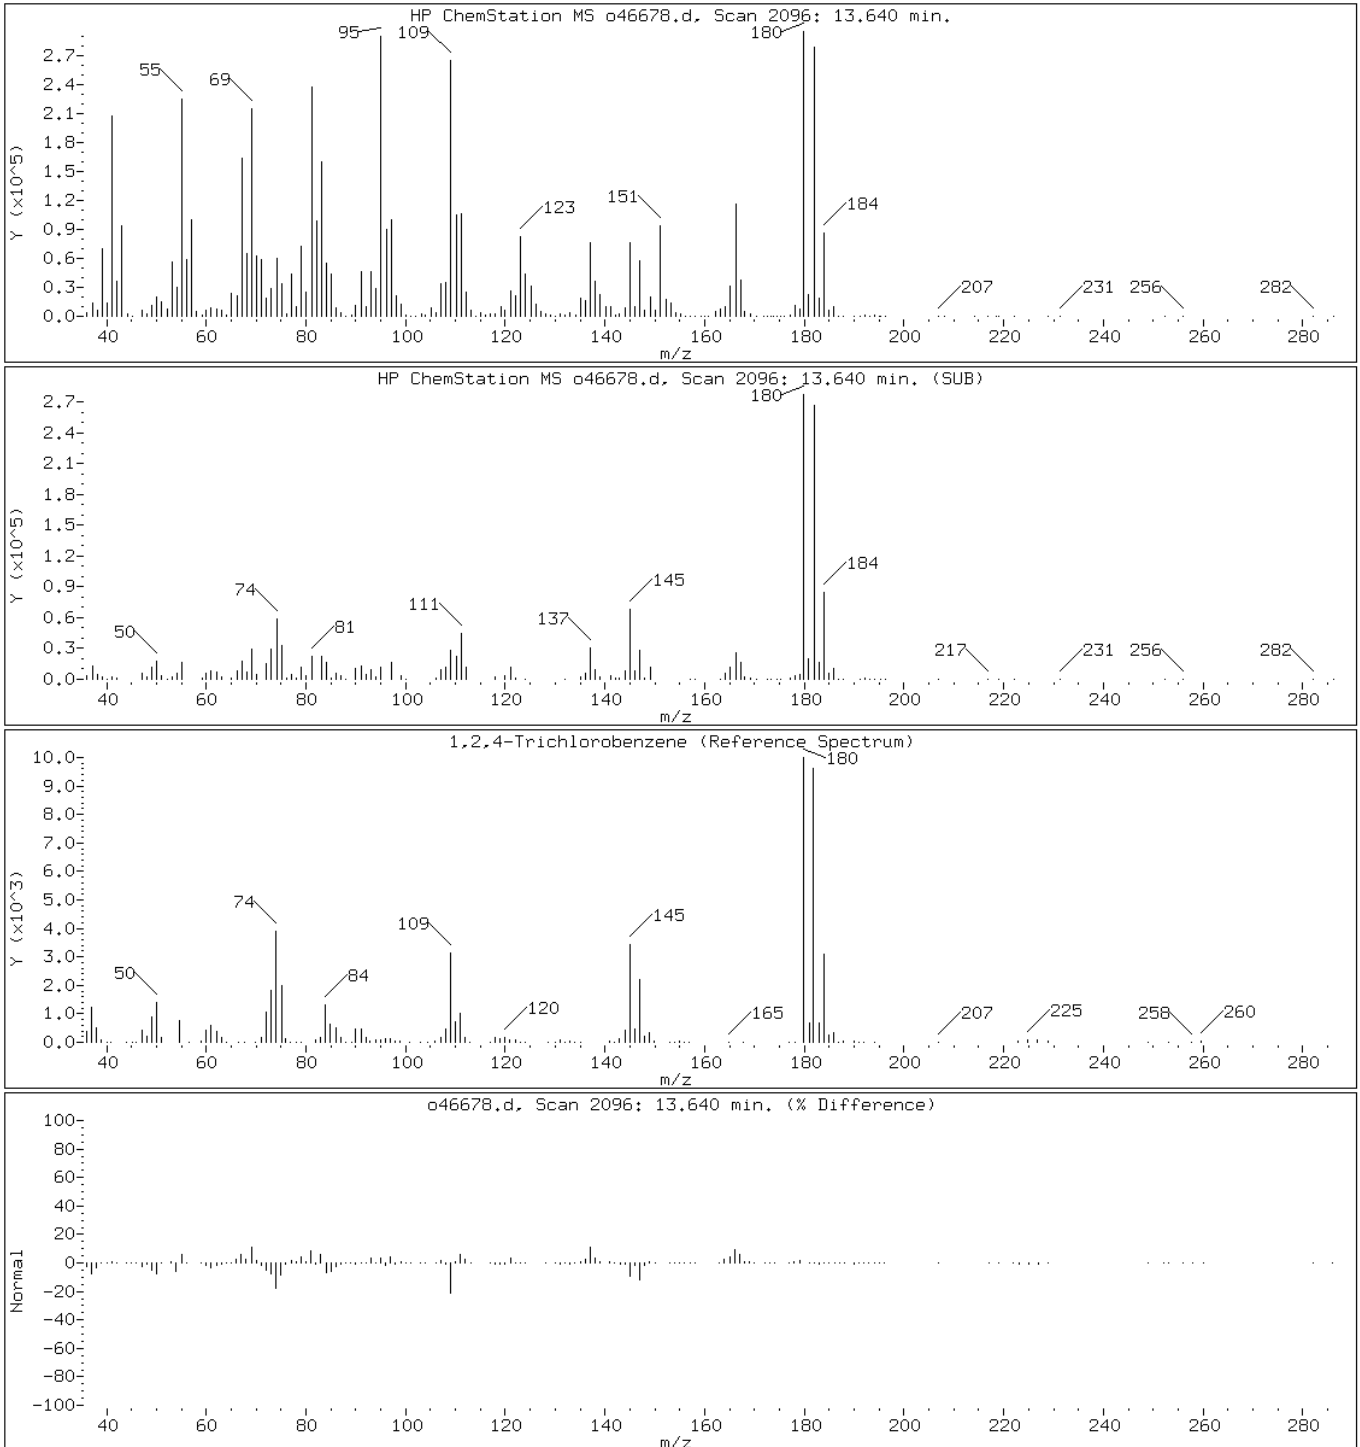 HP ChemStation MS o46678.d, Scan 2096: 13.640 min.
95 109 180
55 69
123 151 184
207 231 256 282
2.7
2.4
2.1
1.8
1.5
1.2
0.9
0.6
0.3
0.0
Y (x10^5)
40 60 80 100 120 140 160 180 200 220 240 260 280
m/z
HP ChemStation MS o46678.d, Scan 2096: 13.640 min. (SUB)
180
184
74 145
50 81 111 137
217 231 256 282
2.7
2.4
2.1
1.8
1.5
1.2
0.9
0.6
0.3
0.0
Y (x10^5)
40 60 80 100 120 140 160 180 200 220 240 260 280
m/z
1,2,4-Trichlorobenzene (Reference Spectrum)
180
74 109 145
50 84
120 165 207 225 258 260
10.0
9.0
8.0
7.0
6.0
5.0
4.0
3.0
2.0
1.0
0.0
Y (x10^3)
40 60 80 100 120 140 160 180 200 220 240 260 280
m/z
o46678.d, Scan 2096: 13.640 min. (% Difference)
100
80
60
40
20
0
-20
-40
-60
-80
-100
Normal
40 60 80 100 120 140 160 180 200 220 240 260 280
m/z